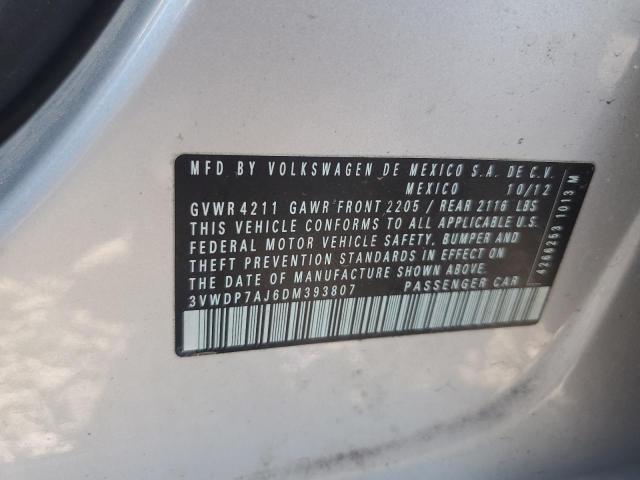 MFD BY VOLKSWAGEN DE MEXICO S.A. DE C.V.
MEXICO 10/12
GVWR 4211 GAWR FRONT 2205 / REAR 2116 LBS
THIS VEHICLE CONFORMS TO ALL APPLICABLE U.S.
FEDERAL MOTOR VEHICLE SAFETY, BUMPER AND
THEFT PREVENTION STANDARDS IN EFFECT ON
THE DATE OF MANUFACTURE SHOWN ABOVE
3VWDP7AJ6DM393807 PASSENGER CAR
4266253 1013 M